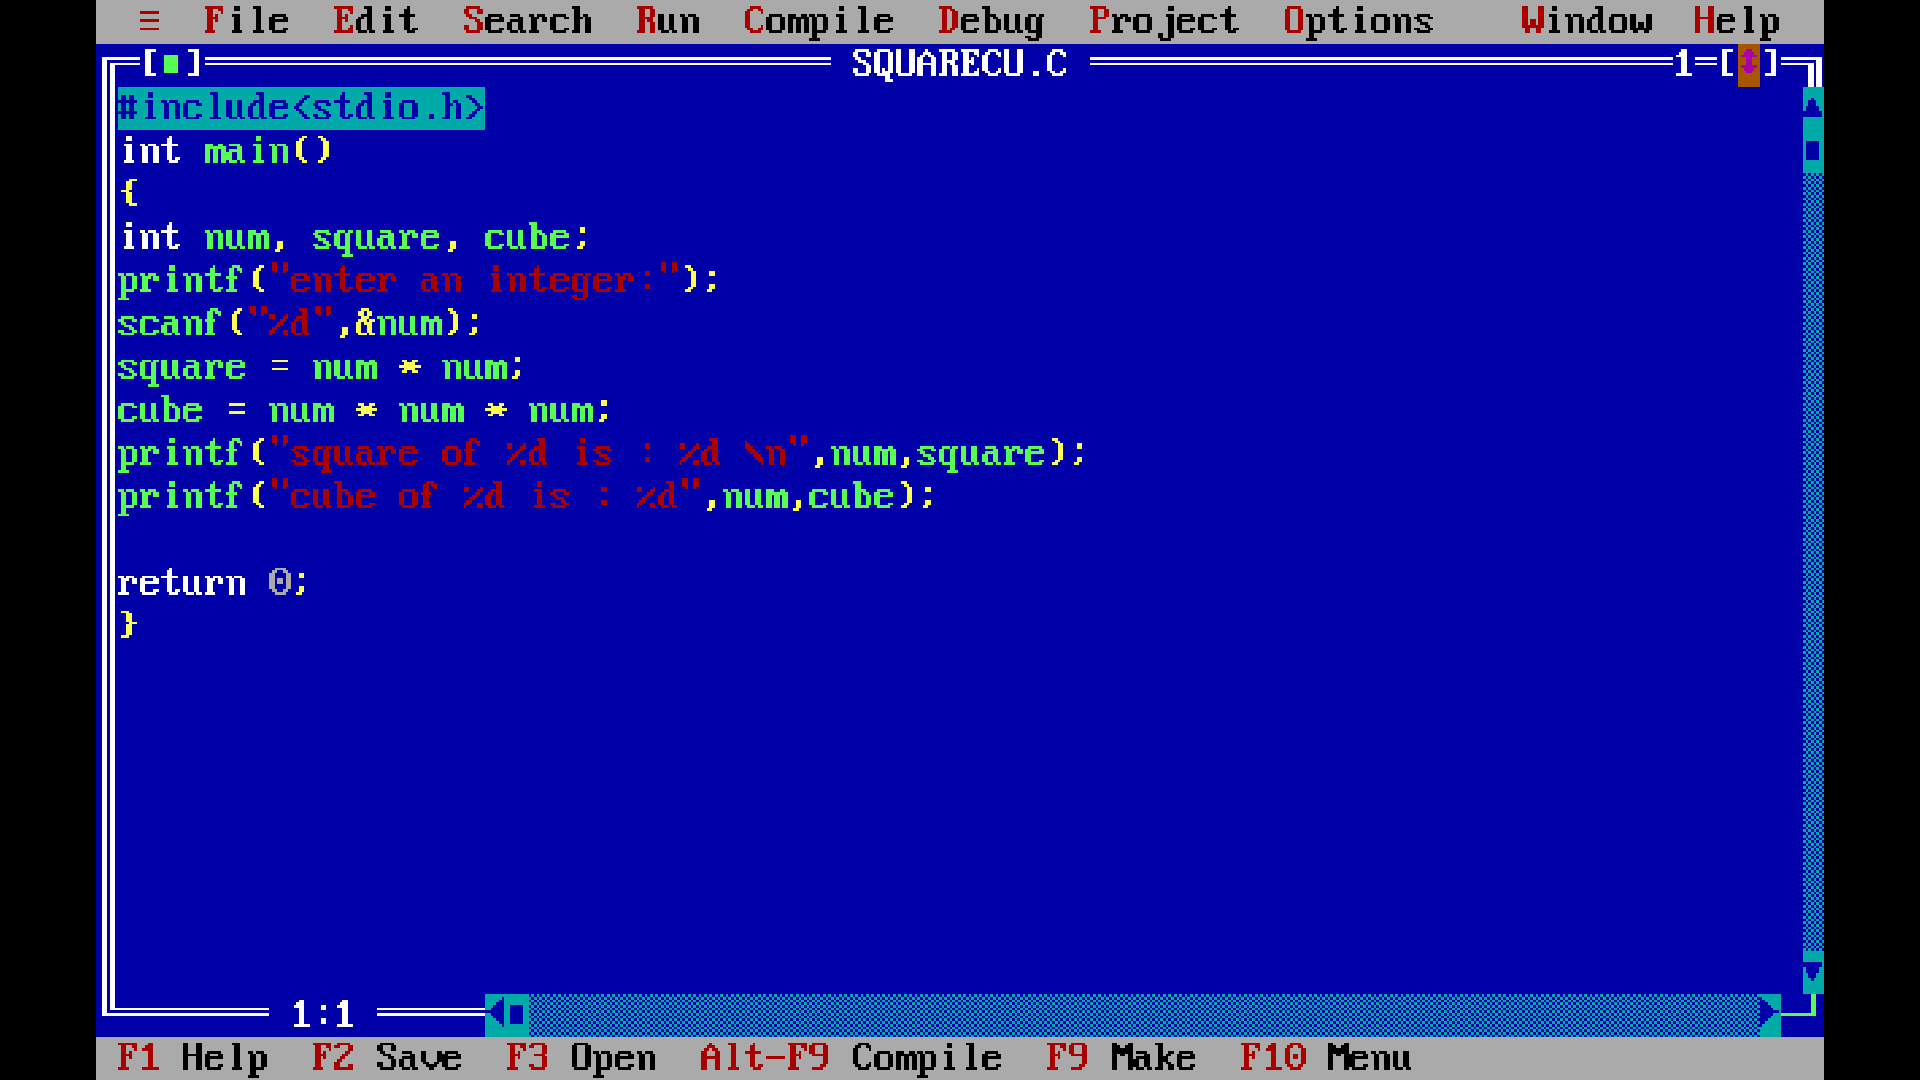 ≡ File Edit Search Run Compile Debug Project Options Window Help
[■] SQUARECU.C 1=[↕]
#include<stdio.h>
int main()
{
int num, square, cube;
printf("enter an integer:");
scanf("%d",&num);
square = num * num;
cube = num * num * num;
printf("square of %d is : %d \n",num,square);
printf("cube of %d is : %d",num,cube);
return 0;
}
1:1
F1 Help F2 Save F3 Open Alt-F9 Compile F9 Make F10 Menu